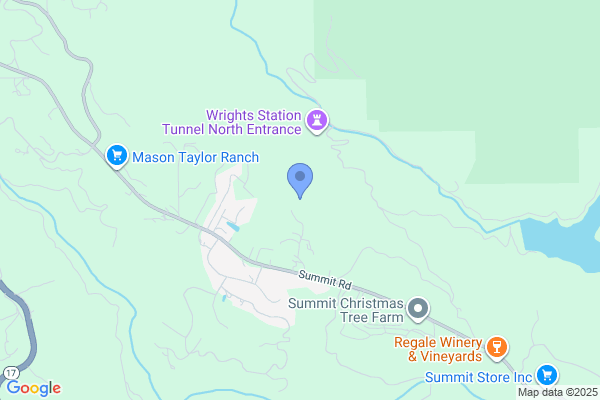 Wrights Station
Tunnel North Entrance
Mason Taylor Ranch
Summit Rd
Summit Christmas
Tree Farm
Regale Winery
& Vineyards
Summit Store Inc
17
Google
Map data ©2025